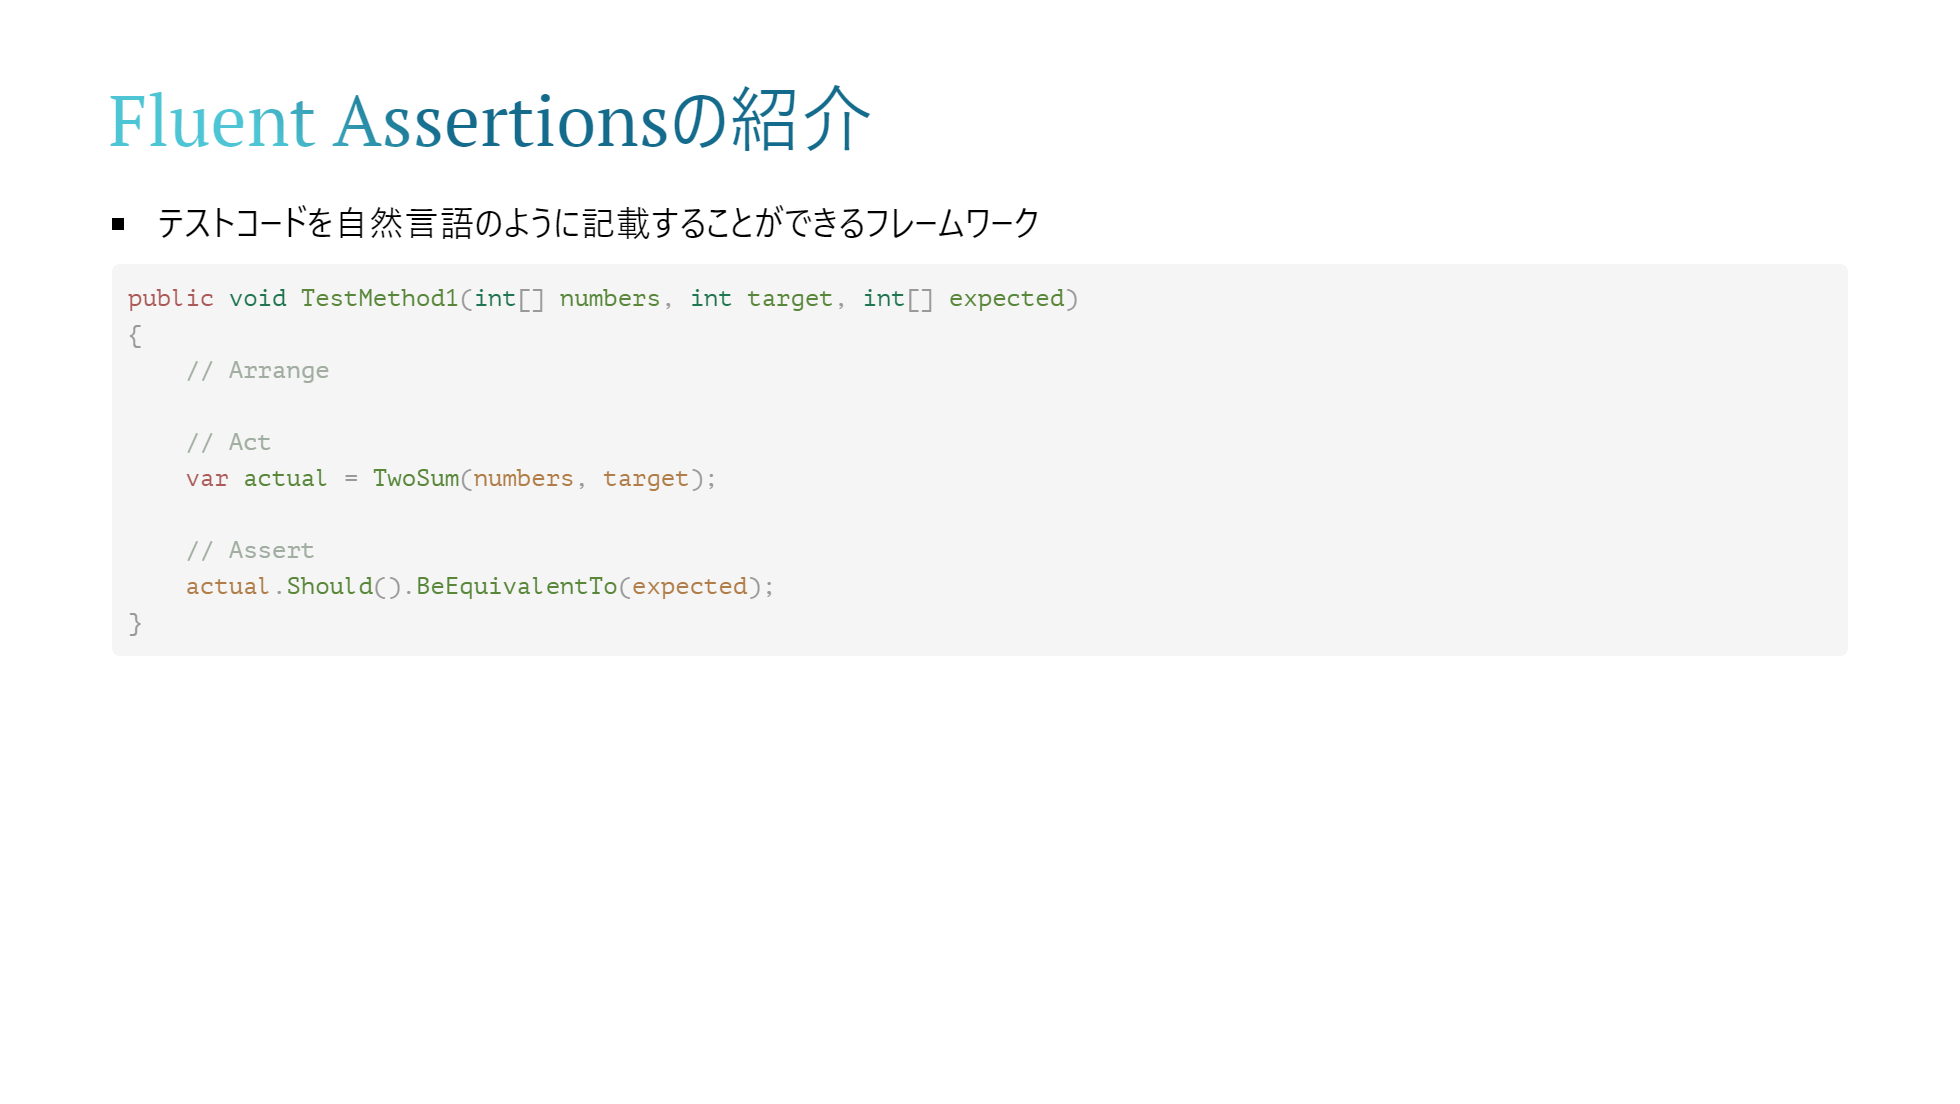 Fluent Assertionsの紹介
テストコードを自然言語のように記載することができるフレームワーク
public void TestMethod1(int[] numbers, int target, int[] expected)
{
    // Arrange

    // Act
    var actual = TwoSum(numbers, target);

    // Assert
    actual.Should().BeEquivalentTo(expected);
}